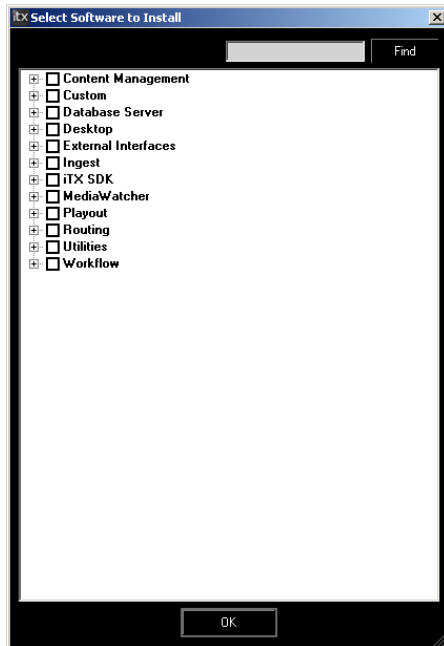 itx Select Software to Install
Find
Content Management
Custom
Database Server
Desktop
External Interfaces
Ingest
iTX SDK
MediaWatcher
Playout
Routing
Utilities
Workflow
OK